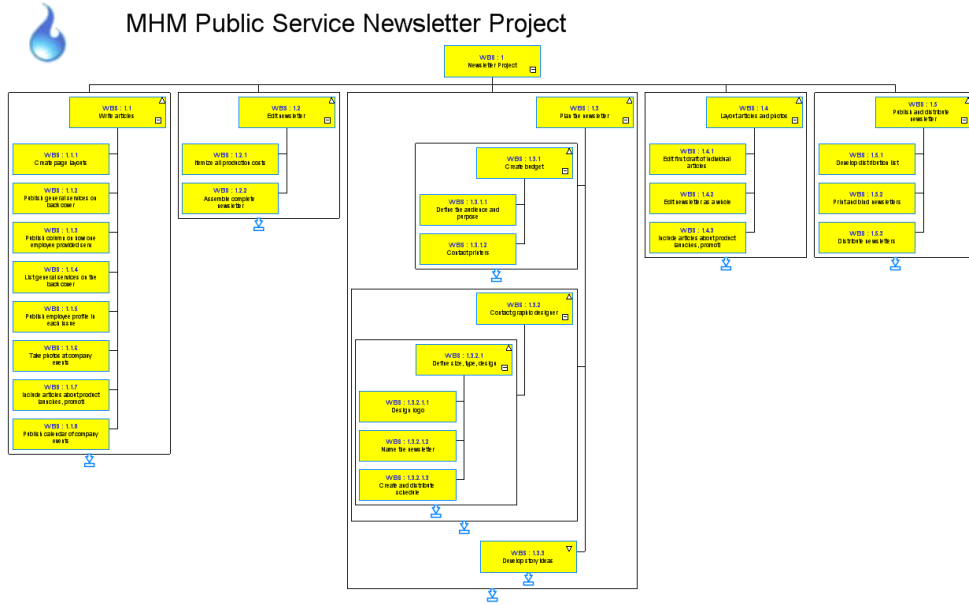 MHM Public Service Newsletter Project
WBS : 1
Newsletter Project
WBS : 1.1
Write articles
WBS : 1.1.1
Create page layouts
WBS : 1.1.2
Publish general services on
back cover
WBS : 1.1.3
Publish column on how one
employee provided serv
WBS : 1.1.4
List general services on the
back cover
WBS : 1.1.5
Publish employee profile in
each issue
WBS : 1.1.6
Take photos at company
events
WBS : 1.1.7
Include articles about product
launches, promoti
WBS : 1.1.8
Publish calendar of company
events
WBS : 1.2
Edit newsletter
WBS : 1.2.1
Itemize all production costs
WBS : 1.2.2
Assemble complete
newsletter
WBS : 1.3
Plan the newsletter
WBS : 1.3.1
Create budget
WBS : 1.3.1.1
Define the audience and
purpose
WBS : 1.3.1.2
Contact printers
WBS : 1.3.2
Contact graphic designer
WBS : 1.3.2.1
Define size, type, design
WBS : 1.3.2.1.1
Design logo
WBS : 1.3.2.1.2
Name the newsletter
WBS : 1.3.2.1.3
Create and distribute
schedule
WBS : 1.3.3
Develop story ideas
WBS : 1.4
Layout articles and photos
WBS : 1.4.1
Edit first draft of individual
articles
WBS : 1.4.2
Edit newsletter as a whole
WBS : 1.4.3
Include articles about product
launches, promoti
WBS : 1.5
Publish and distribute
newsletter
WBS : 1.5.1
Develop distribution list
WBS : 1.5.2
Print and bind newsletters
WBS : 1.5.3
Distribute newsletters